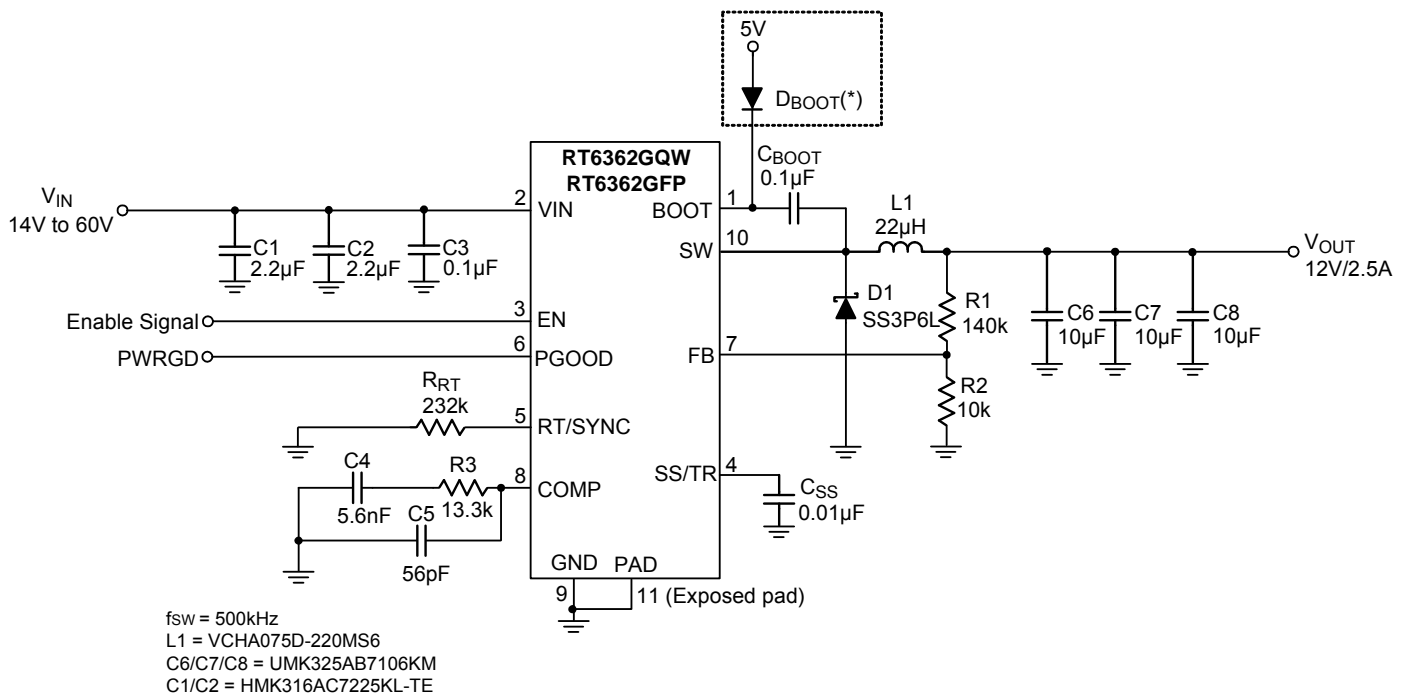 5V
DBOOT(*)
RT6362GQW
RT6362GFP
CBOOT
0.1µF
VIN
14V to 60V
2
VIN
BOOT
1
L1
22µH
SW
10
VOUT
12V/2.5A
C1
2.2µF
C2
2.2µF
C3
0.1µF
D1
SS3P6L
R1
140k
C6
10µF
C7
10µF
C8
10µF
Enable Signal
3
EN
PWRGD
6
PGOOD
FB
7
R2
10k
RRT
232k
5
RT/SYNC
C4
5.6nF
R3
13.3k
8
COMP
C5
56pF
SS/TR
4
CSS
0.01µF
GND
PAD
9
11 (Exposed pad)
fSW = 500kHz
L1 = VCHA075D-220MS6
C6/C7/C8 = UMK325AB7106KM
C1/C2 = HMK316AC7225KL-TE